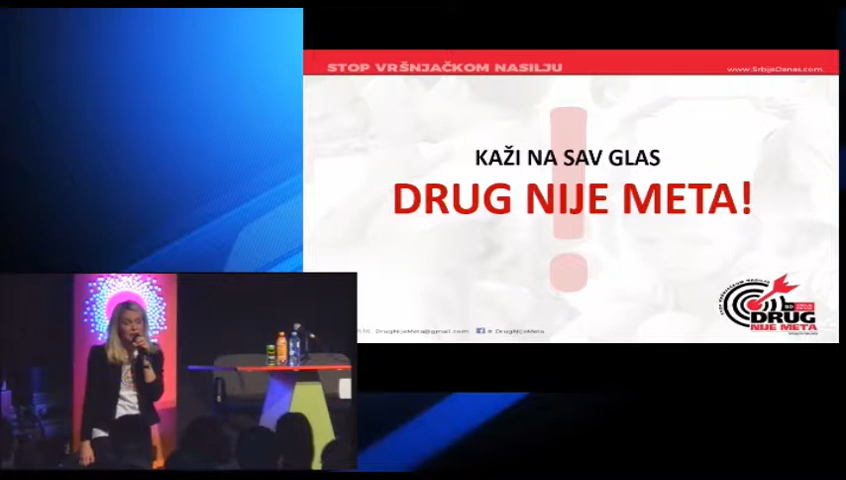 STOP VRŠNJAČKOM NASILJU
www.SrbijaDanas.com
KAŽI NA SAV GLAS
DRUG NIJE META!
DRUG
NIJE META
DrugNijeMeta@gmail.com
DrugNijeMeta